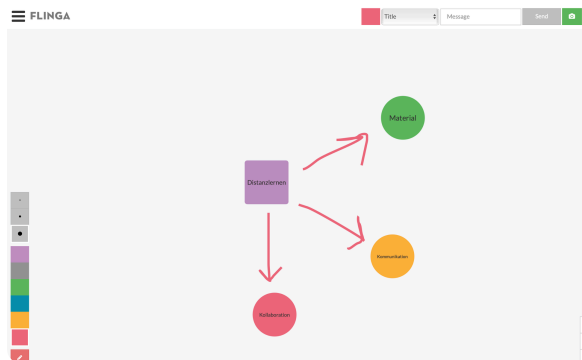 FLINGA
Title
Message
Send
Material
Distanzlernen
Kommunikation
Kollaboration